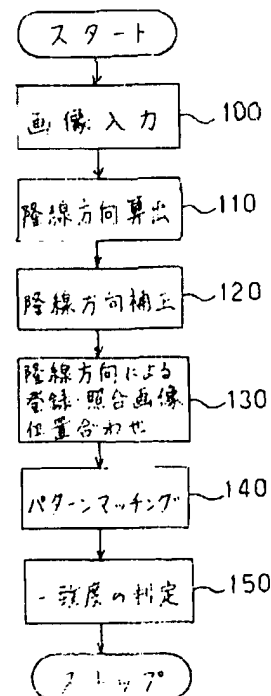 スタート
画像入力
100
隆線方向算出
110
隆線方向補正
120
隆線方向による
登録・照合画像
位置合わせ
130
パターンマッチング
140
一致度の判定
150
ストップ